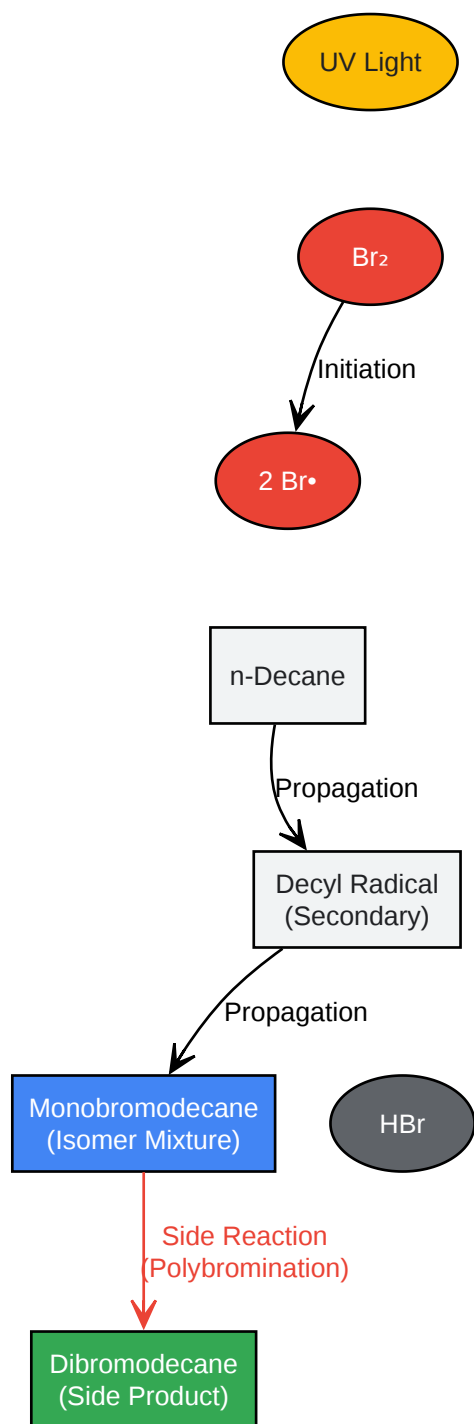 UV Light
Br₂
Initiation
2 Br•
n-Decane
Propagation
Decyl Radical
(Secondary)
Propagation
Monobromodecane
(Isomer Mixture)
HBr
Side Reaction
(Polybromination)
Dibromodecane
(Side Product)